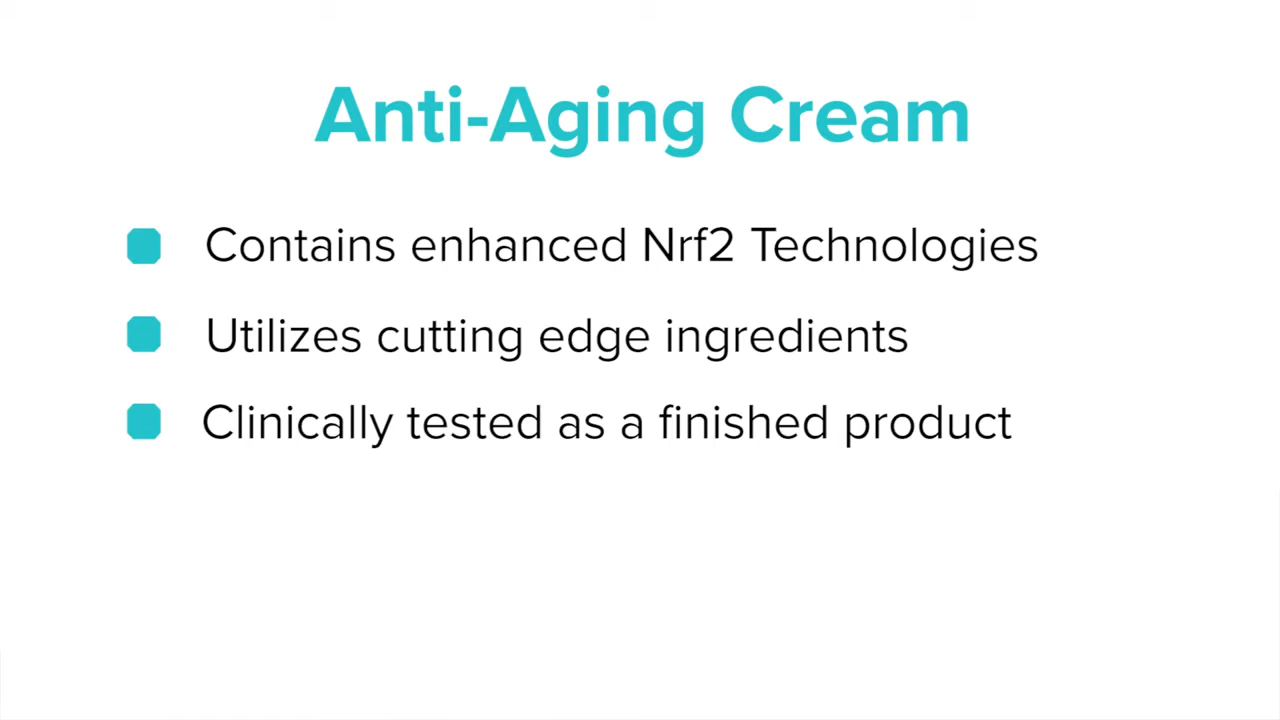 Anti-Aging Cream
Contains enhanced Nrf2 Technologies
Utilizes cutting edge ingredients
Clinically tested as a finished product